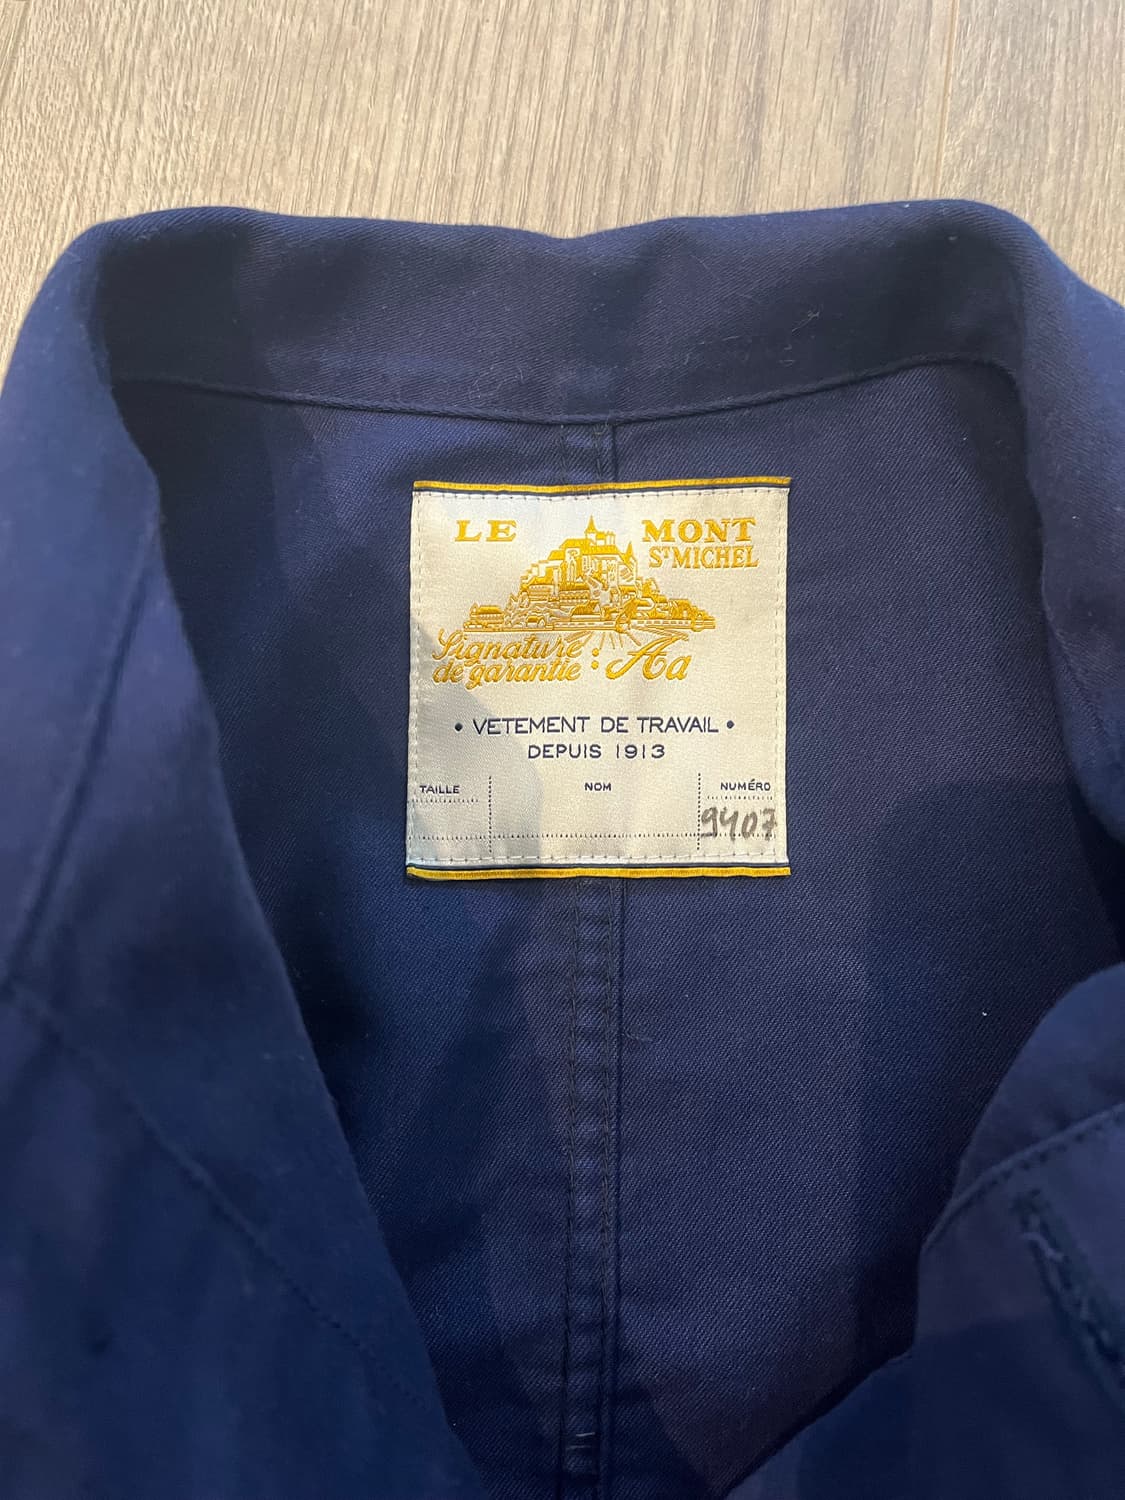 LE MONT
ST MICHEL
Signature
de garantie : Aa
• VETEMENT DE TRAVAIL •
DEPUIS 1913
TAILLE NOM NUMÉRO
9407